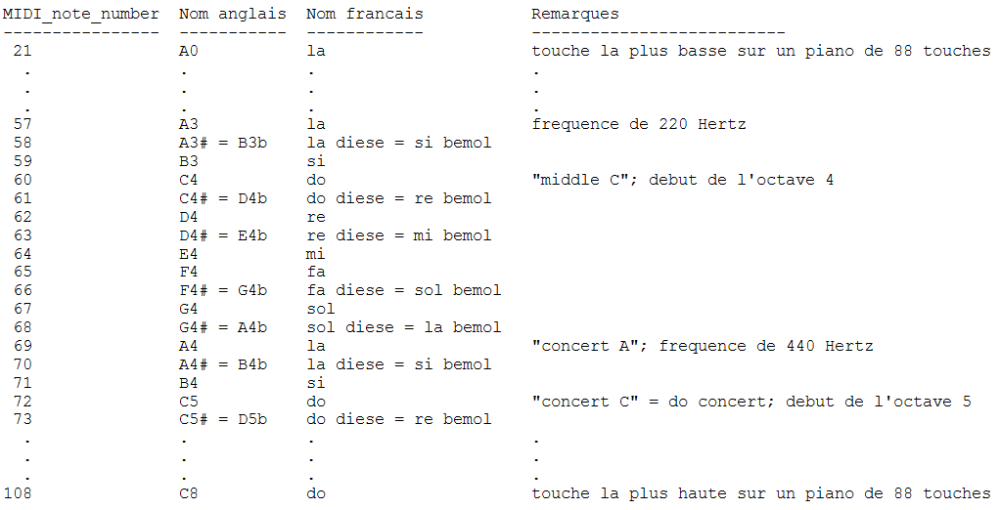 MIDI_note_number  Nom anglais  Nom francais           Remarques
----------------  -----------  ------------           --------------------------
 21               A0           la                     touche la plus basse sur un piano de 88 touches
  .               .            .                      .
  .               .            .                      .
  .               .            .                      .
 57               A3           la                     frequence de 220 Hertz
 58               A3# = B3b    la diese = si bemol
 59               B3           si
 60               C4           do                     "middle C"; debut de l'octave 4
 61               C4# = D4b    do diese = re bemol
 62               D4           re
 63               D4# = E4b    re diese = mi bemol
 64               E4           mi
 65               F4           fa
 66               F4# = G4b    fa diese = sol bemol
 67               G4           sol
 68               G4# = A4b    sol diese = la bemol
 69               A4           la                     "concert A"; frequence de 440 Hertz
 70               A4# = B4b    la diese = si bemol
 71               B4           si
 72               C5           do                     "concert C" = do concert; debut de l'octave 5
 73               C5# = D5b    do diese = re bemol
  .               .            .                      .
  .               .            .                      .
  .               .            .                      .
108               C8           do                     touche la plus haute sur un piano de 88 touches